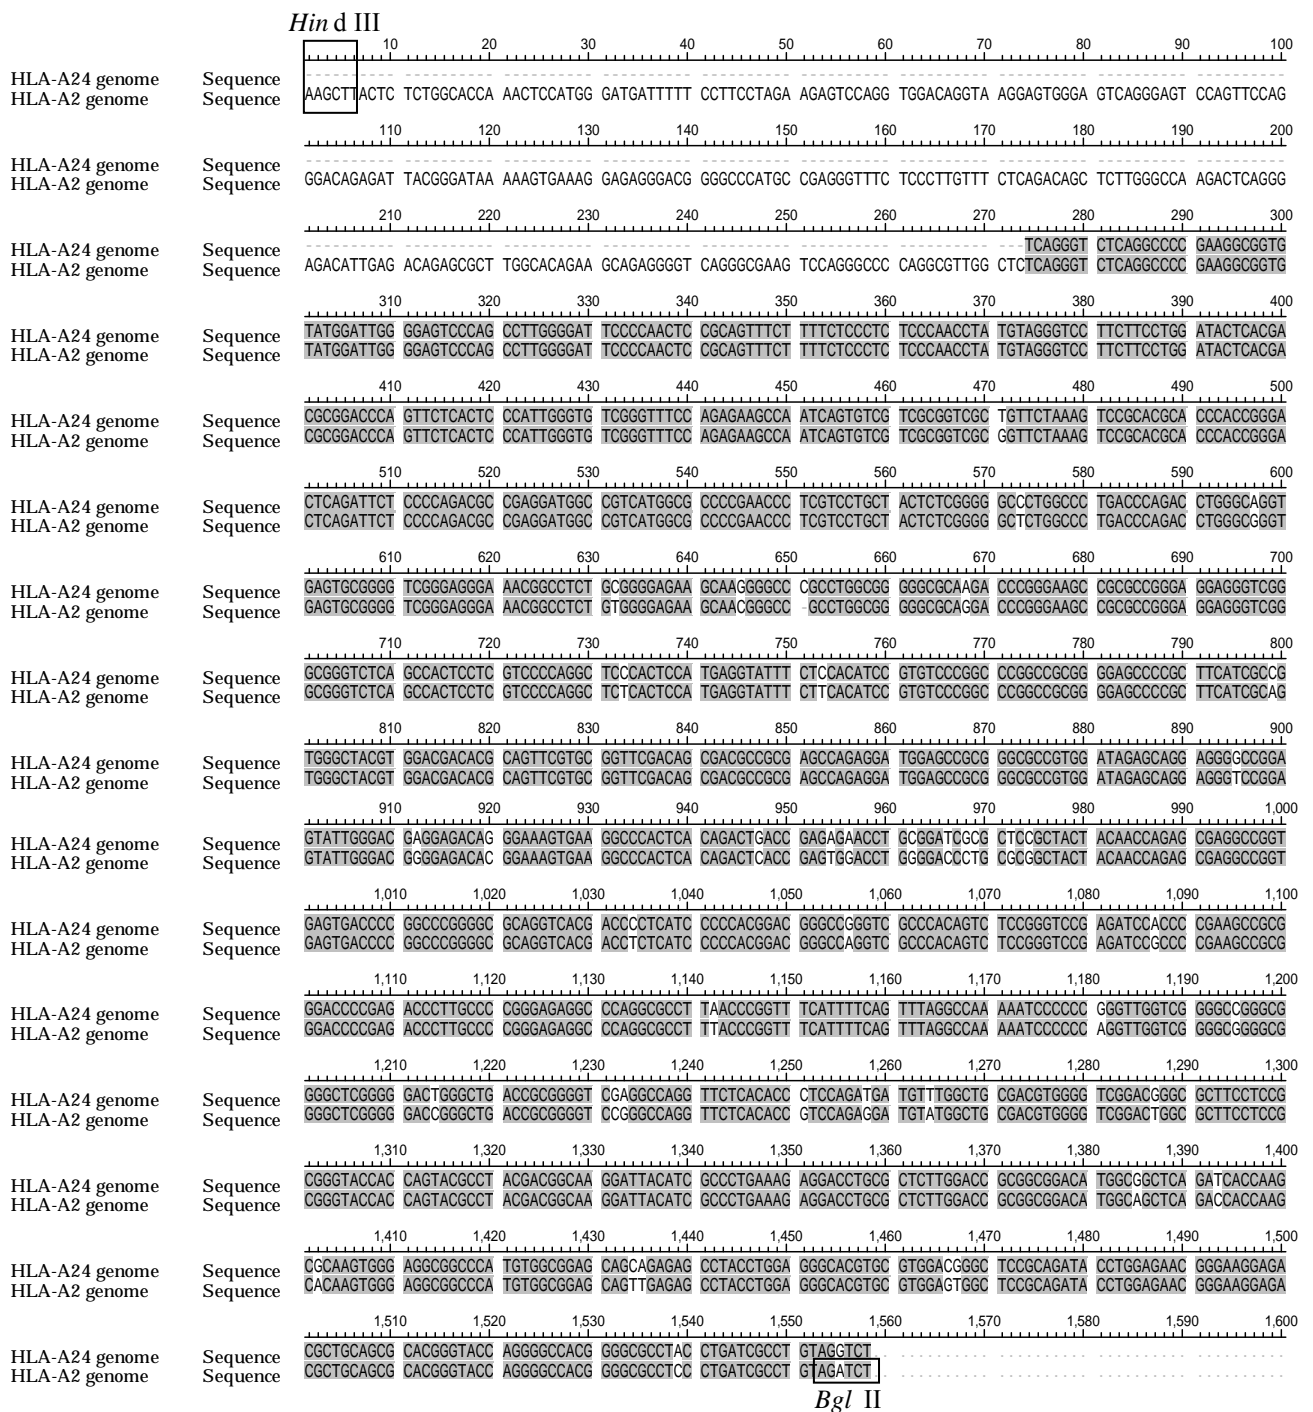 Hin d III
10 20 30 40 50 60 70 80 90 100
HLA-A24 genome Sequence ---------- ---------- ---------- ---------- ---------- ---------- ---------- ---------- ---------- ----------
HLA-A2 genome Sequence AAGCTTACTC TCTGGCACCA AACTCCATGG GATGATTTTT CCTTCCTAGA AGAGTCCAGG TGGACAGGTA AGGAGTGGGA GTCAGGGAGT CCAGTTCCAG
110 120 130 140 150 160 170 180 190 200
HLA-A24 genome Sequence ---------- ---------- ---------- ---------- ---------- ---------- ---------- ---------- ---------- ----------
HLA-A2 genome Sequence GGACAGAGAT TACGGGATAA AAAGTGAAAG GAGAGGGACG GGGCCCATGC CGAGGGTTTC TCCCTTGTTT CTCAGACAGC TCTTGGGCCA AGACTCAGGG
210 220 230 240 250 260 270 280 290 300
HLA-A24 genome Sequence ---------- ---------- ---------- ---------- ---------- ---------- ---------- ---TCAGGGT CTCAGGCCCC GAAGGCGGTG
HLA-A2 genome Sequence AGACATTGAG ACAGAGCGCT TGGCACAGAA GCAGAGGGGT CAGGGCGAAG TCCAGGGCCC CAGGCGTTGG CTCTCAGGGT CTCAGGCCCC GAAGGCGGTG
310 320 330 340 350 360 370 380 390 400
HLA-A24 genome Sequence TATGGATTGG GGAGTCCCAG CCTTGGGGAT TCCCCAACTC CGCAGTTTCT TTTCTCCCTC TCCCAACCTA TGTAGGGTCC TTCTTCCTGG ATACTCACGA
HLA-A2 genome Sequence TATGGATTGG GGAGTCCCAG CCTTGGGGAT TCCCCAACTC CGCAGTTTCT TTTCTCCCTC TCCCAACCTA TGTAGGGTCC TTCTTCCTGG ATACTCACGA
410 420 430 440 450 460 470 480 490 500
HLA-A24 genome Sequence CGCGGACCCA GTTCTCACTC CCATTGGGTG TCGGGTTTCC AGAGAAGCCA ATCAGTGTCG TCGCGGTCGC TGTTCTAAAG TCCGCACGCA CCCACCGGGA
HLA-A2 genome Sequence CGCGGACCCA GTTCTCACTC CCATTGGGTG TCGGGTTTCC AGAGAAGCCA ATCAGTGTCG TCGCGGTCGC GGTTCTAAAG TCCGCACGCA CCCACCGGGA
510 520 530 540 550 560 570 580 590 600
HLA-A24 genome Sequence CTCAGATTCT CCCCAGACGC CGAGGATGGC CGTCATGGCG CCCCGAACCC TCGTCCTGCT ACTCTCGGGG GCCCTGGCCC TGACCCAGAC CTGGGCAGGT
HLA-A2 genome Sequence CTCAGATTCT CCCCAGACGC CGAGGATGGC CGTCATGGCG CCCCGAACCC TCGTCCTGCT ACTCTCGGGG GCTCTGGCCC TGACCCAGAC CTGGGCGGGT
610 620 630 640 650 660 670 680 690 700
HLA-A24 genome Sequence GAGTGCGGGG TCGGGAGGGA AACGGCCTCT GCGGGGAGAA GCAAGGGGCC CGCCTGGCGG GGGCGCAAGA CCCGGGAAGC CGCGCCGGGA GGAGGGTCGG
HLA-A2 genome Sequence GAGTGCGGGG TCGGGAGGGA AACGGCCTCT GTGGGGAGAA GCAACGGGCC -GCCTGGCGG GGGCGCAGGA CCCGGGAAGC CGCGCCGGGA GGAGGGTCGG
710 720 730 740 750 760 770 780 790 800
HLA-A24 genome Sequence GCGGGTCTCA GCCACTCCTC GTCCCCAGGC TCCCACTCCA TGAGGTATTT CTCCACATCC GTGTCCCGGC CCGGCCGCGG GGAGCCCCGC TTCATCGCCG
HLA-A2 genome Sequence GCGGGTCTCA GCCACTCCTC GTCCCCAGGC TCTCACTCCA TGAGGTATTT CTTCACATCC GTGTCCCGGC CCGGCCGCGG GGAGCCCCGC TTCATCGCAG
810 820 830 840 850 860 870 880 890 900
HLA-A24 genome Sequence TGGGCTACGT GGACGACACG CAGTTCGTGC GGTTCGACAG CGACGCCGCG AGCCAGAGGA TGGAGCCGCG GGCGCCGTGG ATAGAGCAGG AGGGGCCGGA
HLA-A2 genome Sequence TGGGCTACGT GGACGACACG CAGTTCGTGC GGTTCGACAG CGACGCCGCG AGCCAGAGGA TGGAGCCGCG GGCGCCGTGG ATAGAGCAGG AGGGTCCGGA
910 920 930 940 950 960 970 980 990 1,000
HLA-A24 genome Sequence GTATTGGGAC GAGGAGACAG GGAAAGTGAA GGCCCACTCA CAGACTGACC GAGAGAACCT GCGGATCGCG CTCCGCTACT ACAACCAGAG CGAGGCCGGT
HLA-A2 genome Sequence GTATTGGGAC GGGGAGACAC GGAAAGTGAA GGCCCACTCA CAGACTCACC GAGTGGACCT GGGGACCCTG CGCGGCTACT ACAACCAGAG CGAGGCCGGT
1,010 1,020 1,030 1,040 1,050 1,060 1,070 1,080 1,090 1,100
HLA-A24 genome Sequence GAGTGACCCC GGCCCGGGGC GCAGGTCACG ACCCCTCATC CCCCACGGAC GGGCCGGGTC GCCCACAGTC TCCGGGTCCG AGATCCACCC CGAAGCCGCG
HLA-A2 genome Sequence GAGTGACCCC GGCCCGGGGC GCAGGTCACG ACCTCTCATC CCCCACGGAC GGGCCAGGTC GCCCACAGTC TCCGGGTCCG AGATCCGCCC CGAAGCCGCG
1,110 1,120 1,130 1,140 1,150 1,160 1,170 1,180 1,190 1,200
HLA-A24 genome Sequence GGACCCCGAG ACCCTTGCCC CGGGAGAGGC CCAGGCGCCT TAACCCGGTT TCATTTTCAG TTTAGGCCAA AAATCCCCCC GGGTTGGTCG GGGCCGGGCG
HLA-A2 genome Sequence GGACCCCGAG ACCCTTGCCC CGGGAGAGGC CCAGGCGCCT TTACCCGGTT TCATTTTCAG TTTAGGCCAA AAATCCCCCC AGGTTGGTCG GGGCGGGGCG
1,210 1,220 1,230 1,240 1,250 1,260 1,270 1,280 1,290 1,300
HLA-A24 genome Sequence GGGCTCGGGG GACTGGGCTG ACCGCGGGGT CGAGGCCAGG TTCTCACACC CTCCAGATGA TGTTTGGCTG CGACGTGGGG TCGGACGGGC GCTTCCTCCG
HLA-A2 genome Sequence GGGCTCGGGG GACCGGGCTG ACCGCGGGGT CCGGGCCAGG TTCTCACACC GTCCAGAGGA TGTATGGCTG CGACGTGGGG TCGGACTGGC GCTTCCTCCG
1,310 1,320 1,330 1,340 1,350 1,360 1,370 1,380 1,390 1,400
HLA-A24 genome Sequence CGGGTACCAC CAGTACGCCT ACGACGGCAA GGATTACATC GCCCTGAAAG AGGACCTGCG CTCTTGGACC GCGGCGGACA TGGCGGCTCA GATCACCAAG
HLA-A2 genome Sequence CGGGTACCAC CAGTACGCCT ACGACGGCAA GGATTACATC GCCCTGAAAG AGGACCTGCG CTCTTGGACC GCGGCGGACA TGGCAGCTCA GACCACCAAG
1,410 1,420 1,430 1,440 1,450 1,460 1,470 1,480 1,490 1,500
HLA-A24 genome Sequence CGCAAGTGGG AGGCGGCCCA TGTGGCGGAG CAGCAGAGAG CCTACCTGGA GGGCACGTGC GTGGACGGGC TCCGCAGATA CCTGGAGAAC GGGAAGGAGA
HLA-A2 genome Sequence CACAAGTGGG AGGCGGCCCA TGTGGCGGAG CAGTTGAGAG CCTACCTGGA GGGCACGTGC GTGGAGTGGC TCCGCAGATA CCTGGAGAAC GGGAAGGAGA
1,510 1,520 1,530 1,540 1,550 1,560 1,570 1,580 1,590 1,600
HLA-A24 genome Sequence CGCTGCAGCG CACGGGTACC AGGGGCCACG GGGCGCCTAC CTGATCGCCT GTAGGTCT.. .......... .......... .......... ..........
HLA-A2 genome Sequence CGCTGCAGCG CACGGGTACC AGGGGCCACG GGGCGCCTCC CTGATCGCCT GTAGATCT.. .......... .......... .......... ..........
Bgl II